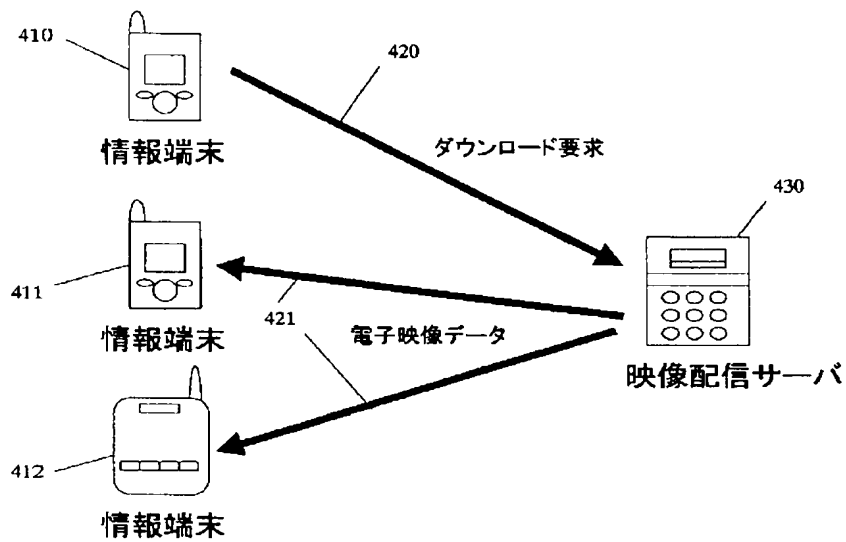 410
情報端末
420
ダウンロード要求
430
411
情報端末
421
電子映像データ
映像配信サーバ
412
情報端末